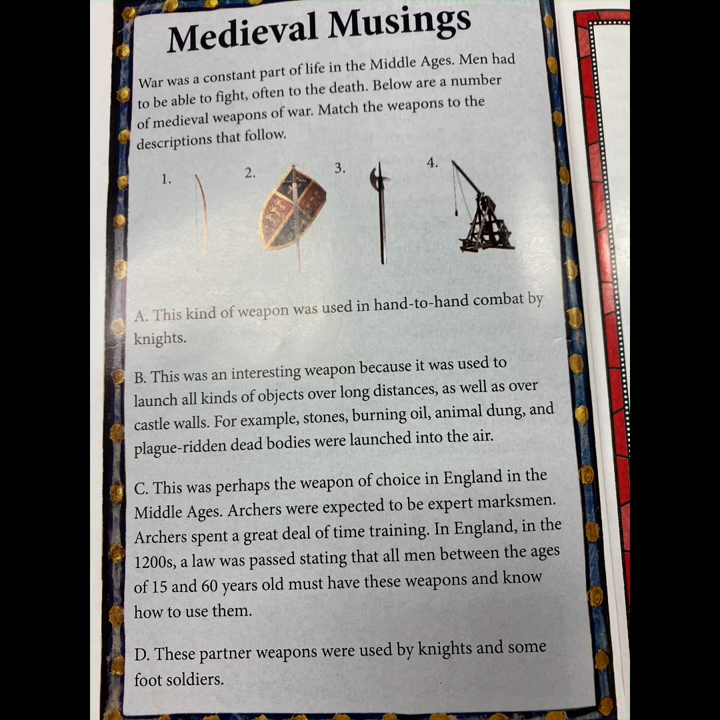 Medieval Musings
War was a constant part of life in the Middle Ages. Men had
to be able to fight, often to the death. Below are a number
of medieval weapons of war. Match the weapons to the
descriptions that follow.
1. 2. 3. 4.
A. This kind of weapon was used in hand-to-hand combat by
knights.
B. This was an interesting weapon because it was used to
launch all kinds of objects over long distances, as well as over
castle walls. For example, stones, burning oil, animal dung, and
plague-ridden dead bodies were launched into the air.
C. This was perhaps the weapon of choice in England in the
Middle Ages. Archers were expected to be expert marksmen.
Archers spent a great deal of time training. In England, in the
1200s, a law was passed stating that all men between the ages
of 15 and 60 years old must have these weapons and know
how to use them.
D. These partner weapons were used by knights and some
foot soldiers.